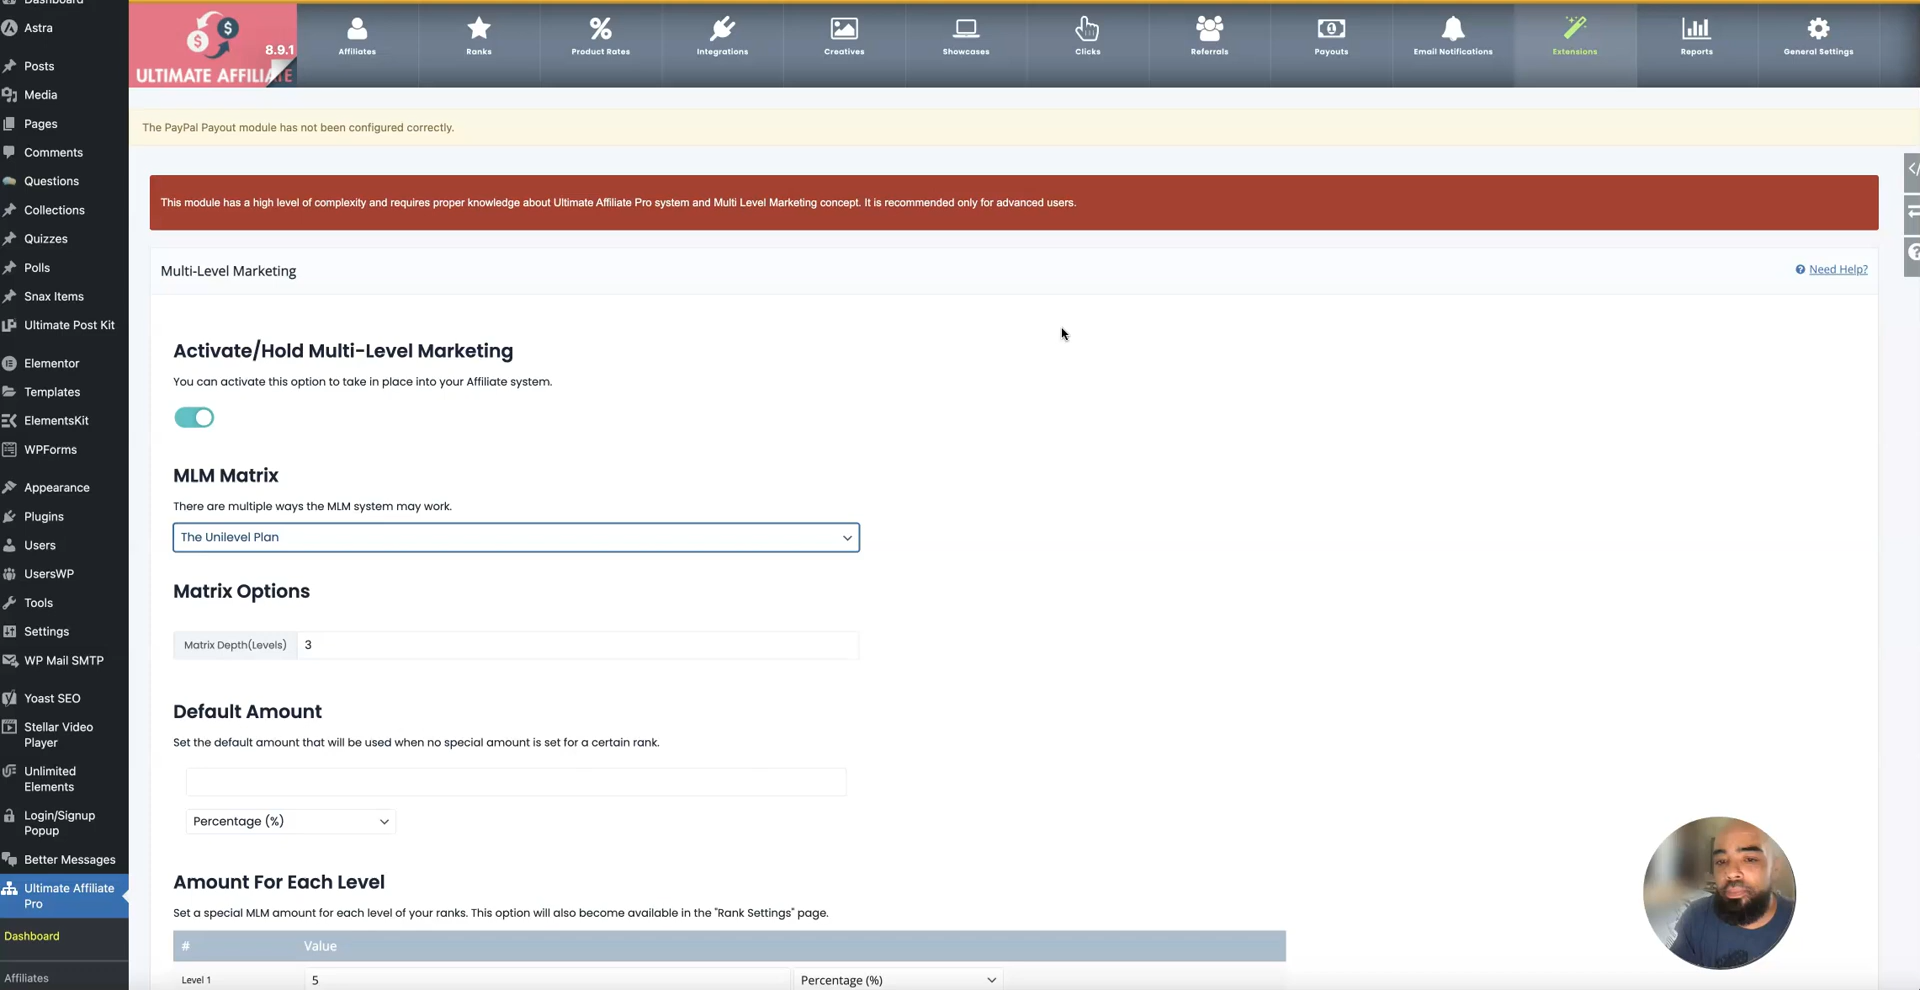 Dashboard
Astra
Posts
Media
Pages
Comments
Questions
Collections
Quizzes
Polls
Snax Items
Ultimate Post Kit
Elementor
Templates
ElementsKit
WPForms
Appearance
Plugins
Users
UsersWP
Tools
Settings
WP Mail SMTP
Yoast SEO
Stellar Video
Player
Unlimited
Elements
Login/Signup
Popup
Better Messages
Ultimate Affiliate
Pro
Dashboard
Affiliates
8.9.1
ULTIMATE AFFILIATE
Affiliates
Ranks
Product Rates
Integrations
Creatives
Showcases
Clicks
Referrals
Payouts
Email Notifications
Extensions
Reports
General Settings
The PayPal Payout module has not been configured correctly.
This module has a high level of complexity and requires proper knowledge about Ultimate Affiliate Pro system and Multi Level Marketing concept. It is recommended only for advanced users.
Multi-Level Marketing
Need Help?
Activate/Hold Multi-Level Marketing
You can activate this option to take in place into your Affiliate system.
MLM Matrix
There are multiple ways the MLM system may work.
The Unilevel Plan
Matrix Options
Matrix Depth(Levels) 3
Default Amount
Set the default amount that will be used when no special amount is set for a certain rank.
Percentage (%)
Amount For Each Level
Set a special MLM amount for each level of your ranks. This option will also become available in the "Rank Settings" page.
# Value
Level 1 5 Percentage (%)